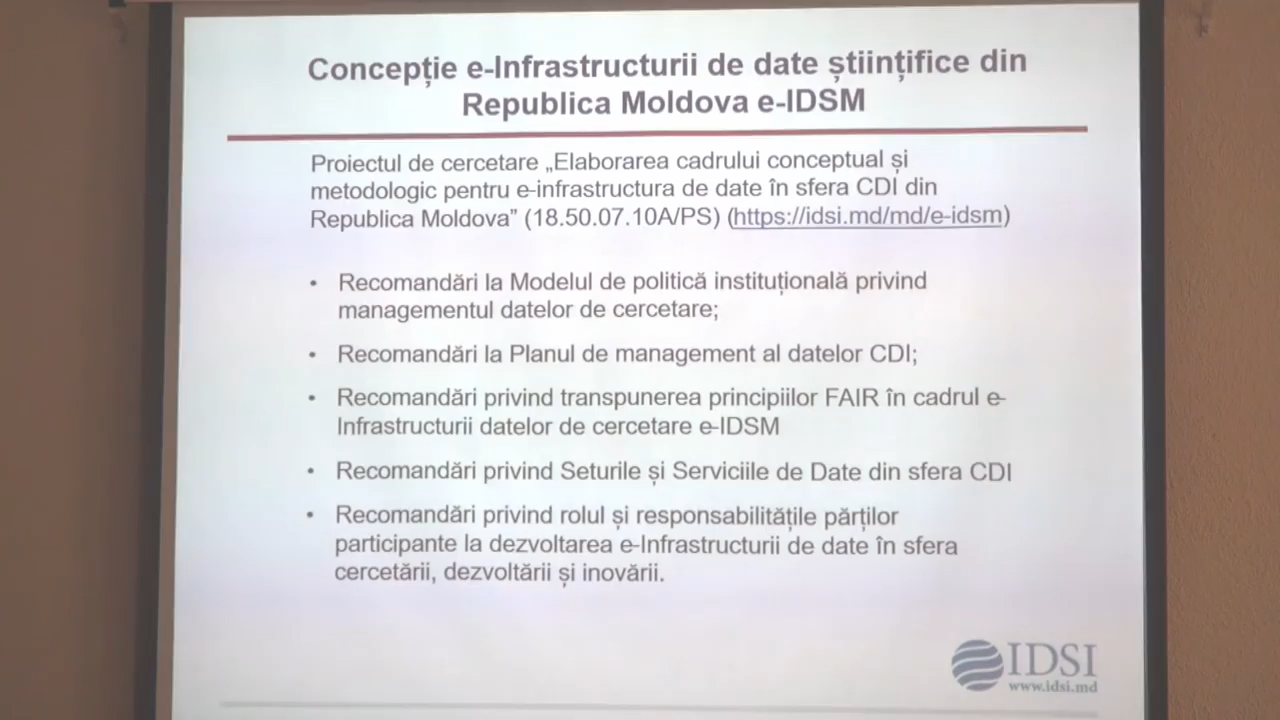 Concepție e-Infrastructurii de date științifice din
Republica Moldova e-IDSM
Proiectul de cercetare „Elaborarea cadrului conceptual și
metodologic pentru e-infrastructura de date în sfera CDI din
Republica Moldova” (18.50.07.10A/PS) (https://idsi.md/md/e-idsm)
• Recomandări la Modelul de politică instituțională privind
managementul datelor de cercetare;
• Recomandări la Planul de management al datelor CDI;
• Recomandări privind transpunerea principiilor FAIR în cadrul e-
Infrastructurii datelor de cercetare e-IDSM
• Recomandări privind Seturile și Serviciile de Date din sfera CDI
• Recomandări privind rolul și responsabilitățile părților
participante la dezvoltarea e-Infrastructurii de date în sfera
cercetării, dezvoltării și inovării.
IDSI
www.idsi.md